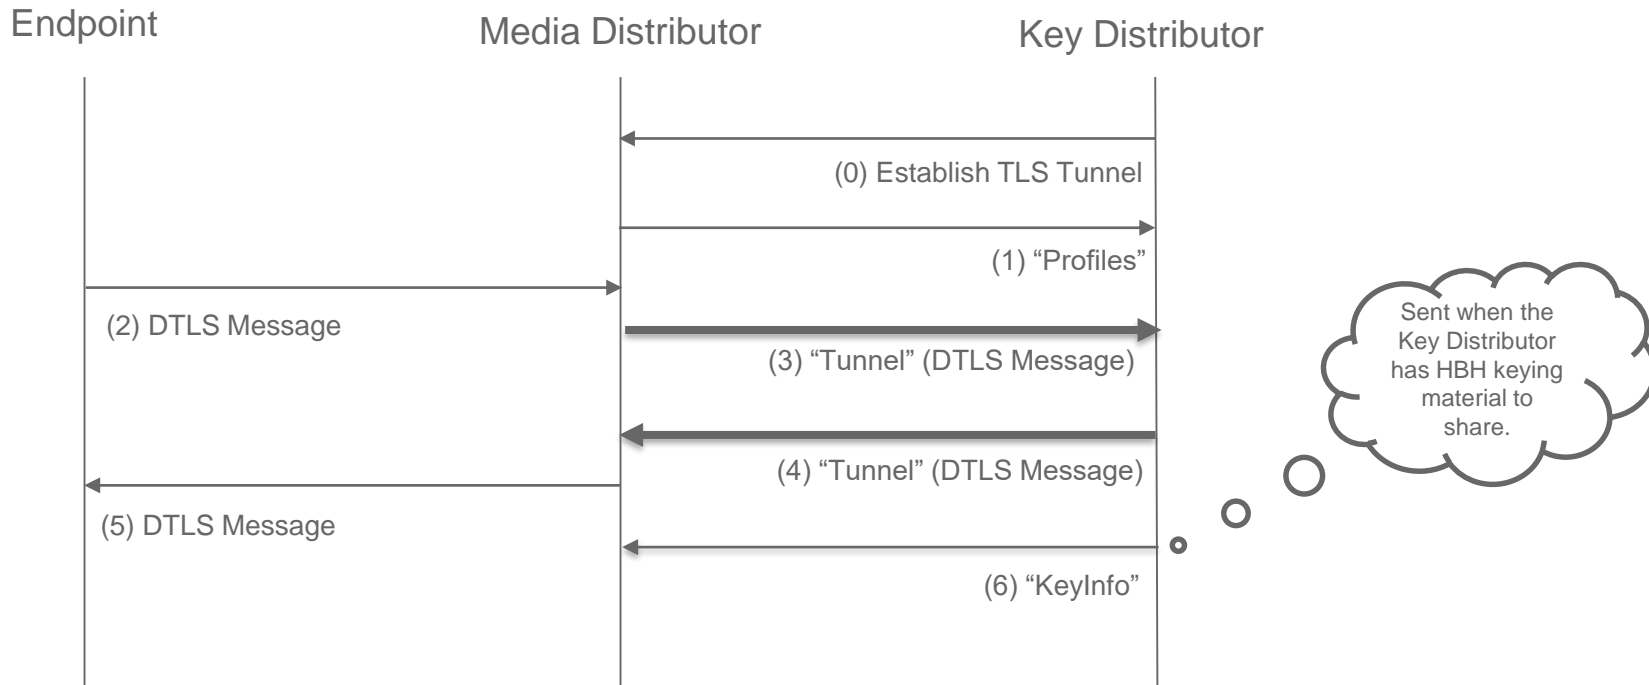 Endpoint
Media Distributor
Key Distributor
(0) Establish TLS Tunnel
(1) “Profiles”
(2) DTLS Message
(3) “Tunnel” (DTLS Message)
Sent when the
Key Distributor
has HBH keying
material to
share.
(4) “Tunnel” (DTLS Message)
(5) DTLS Message
(6) “KeyInfo”